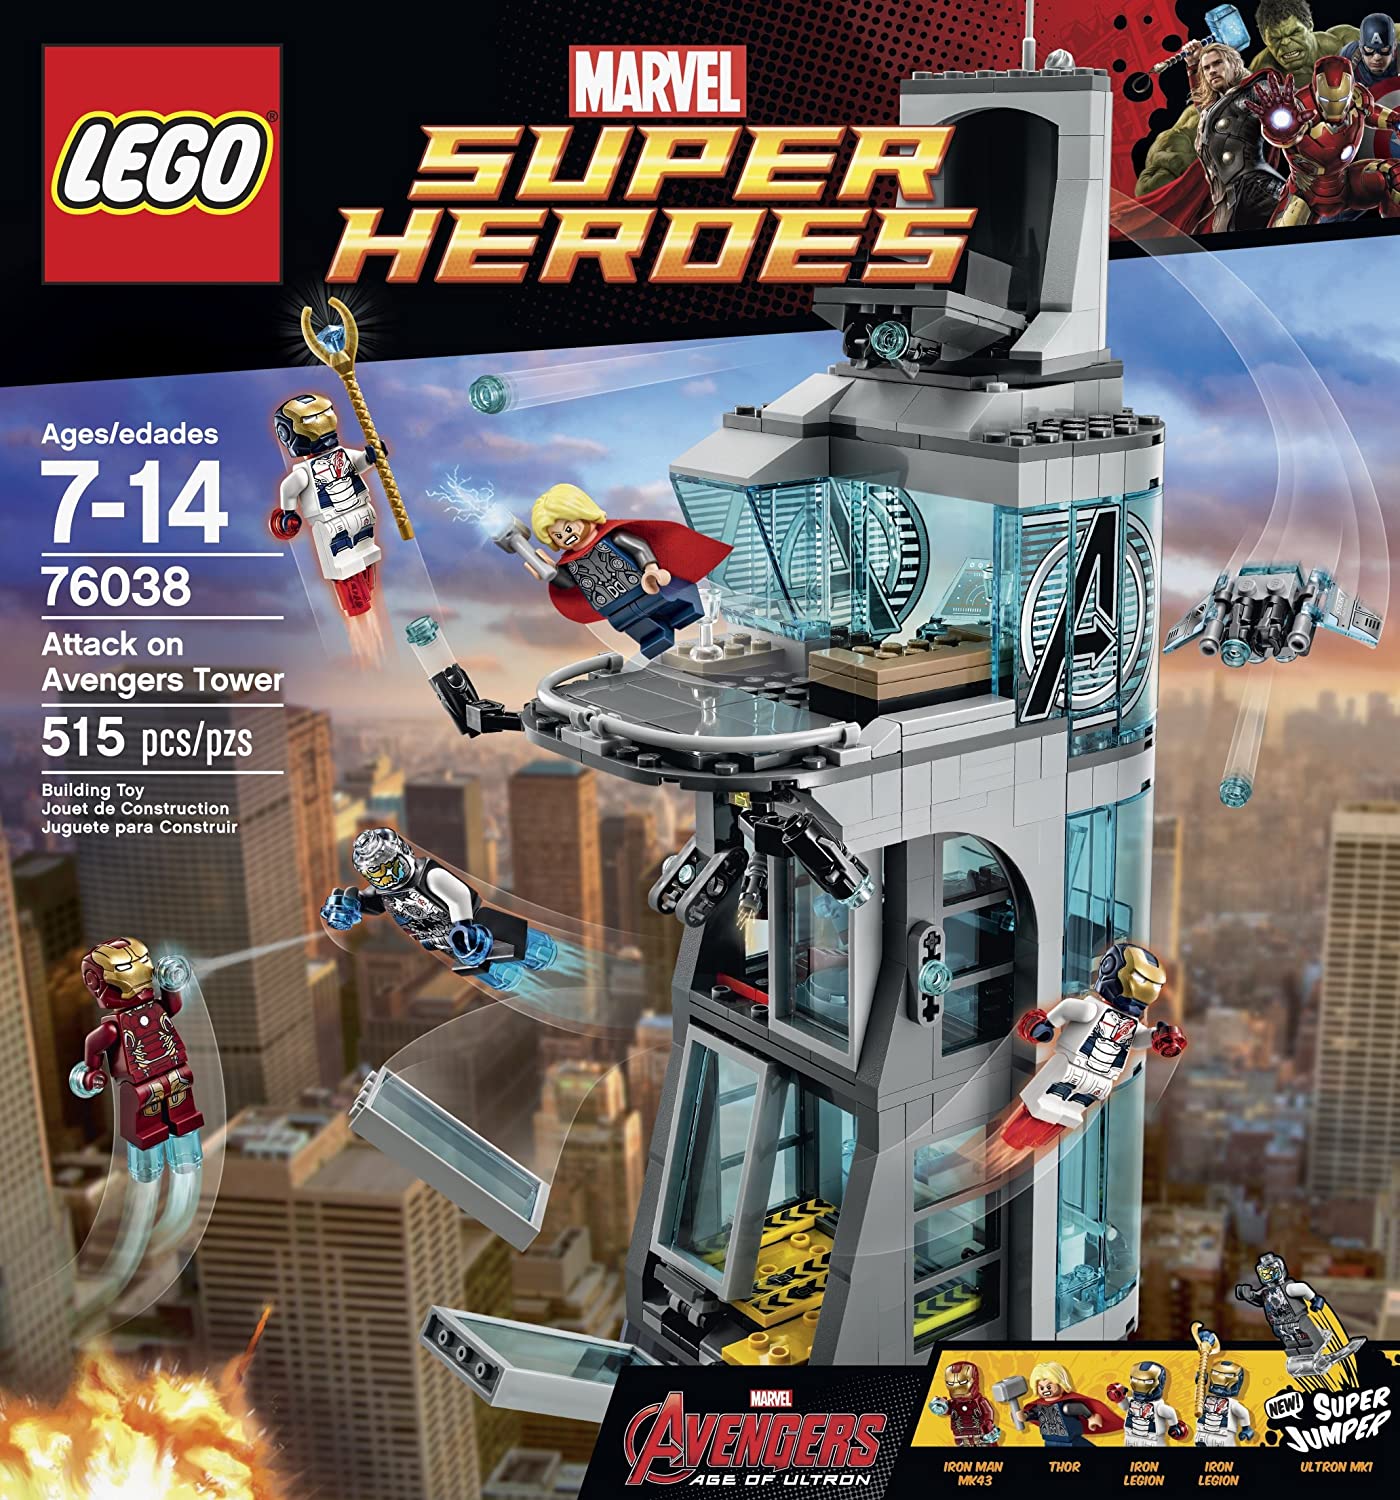 LEGO®
MARVEL
SUPER
HEROES
Ages/edades
7-14
76038
Attack on
Avengers Tower
515 pcs/pzs
Building Toy
Jouet de Construction
Juguete para Construir
MARVEL
AVENGERS
AGE OF ULTRON
IRON MAN
MK43
THOR
IRON
LEGION
IRON
LEGION
NEW!
SUPER
JUMPER
ULTRON MK1